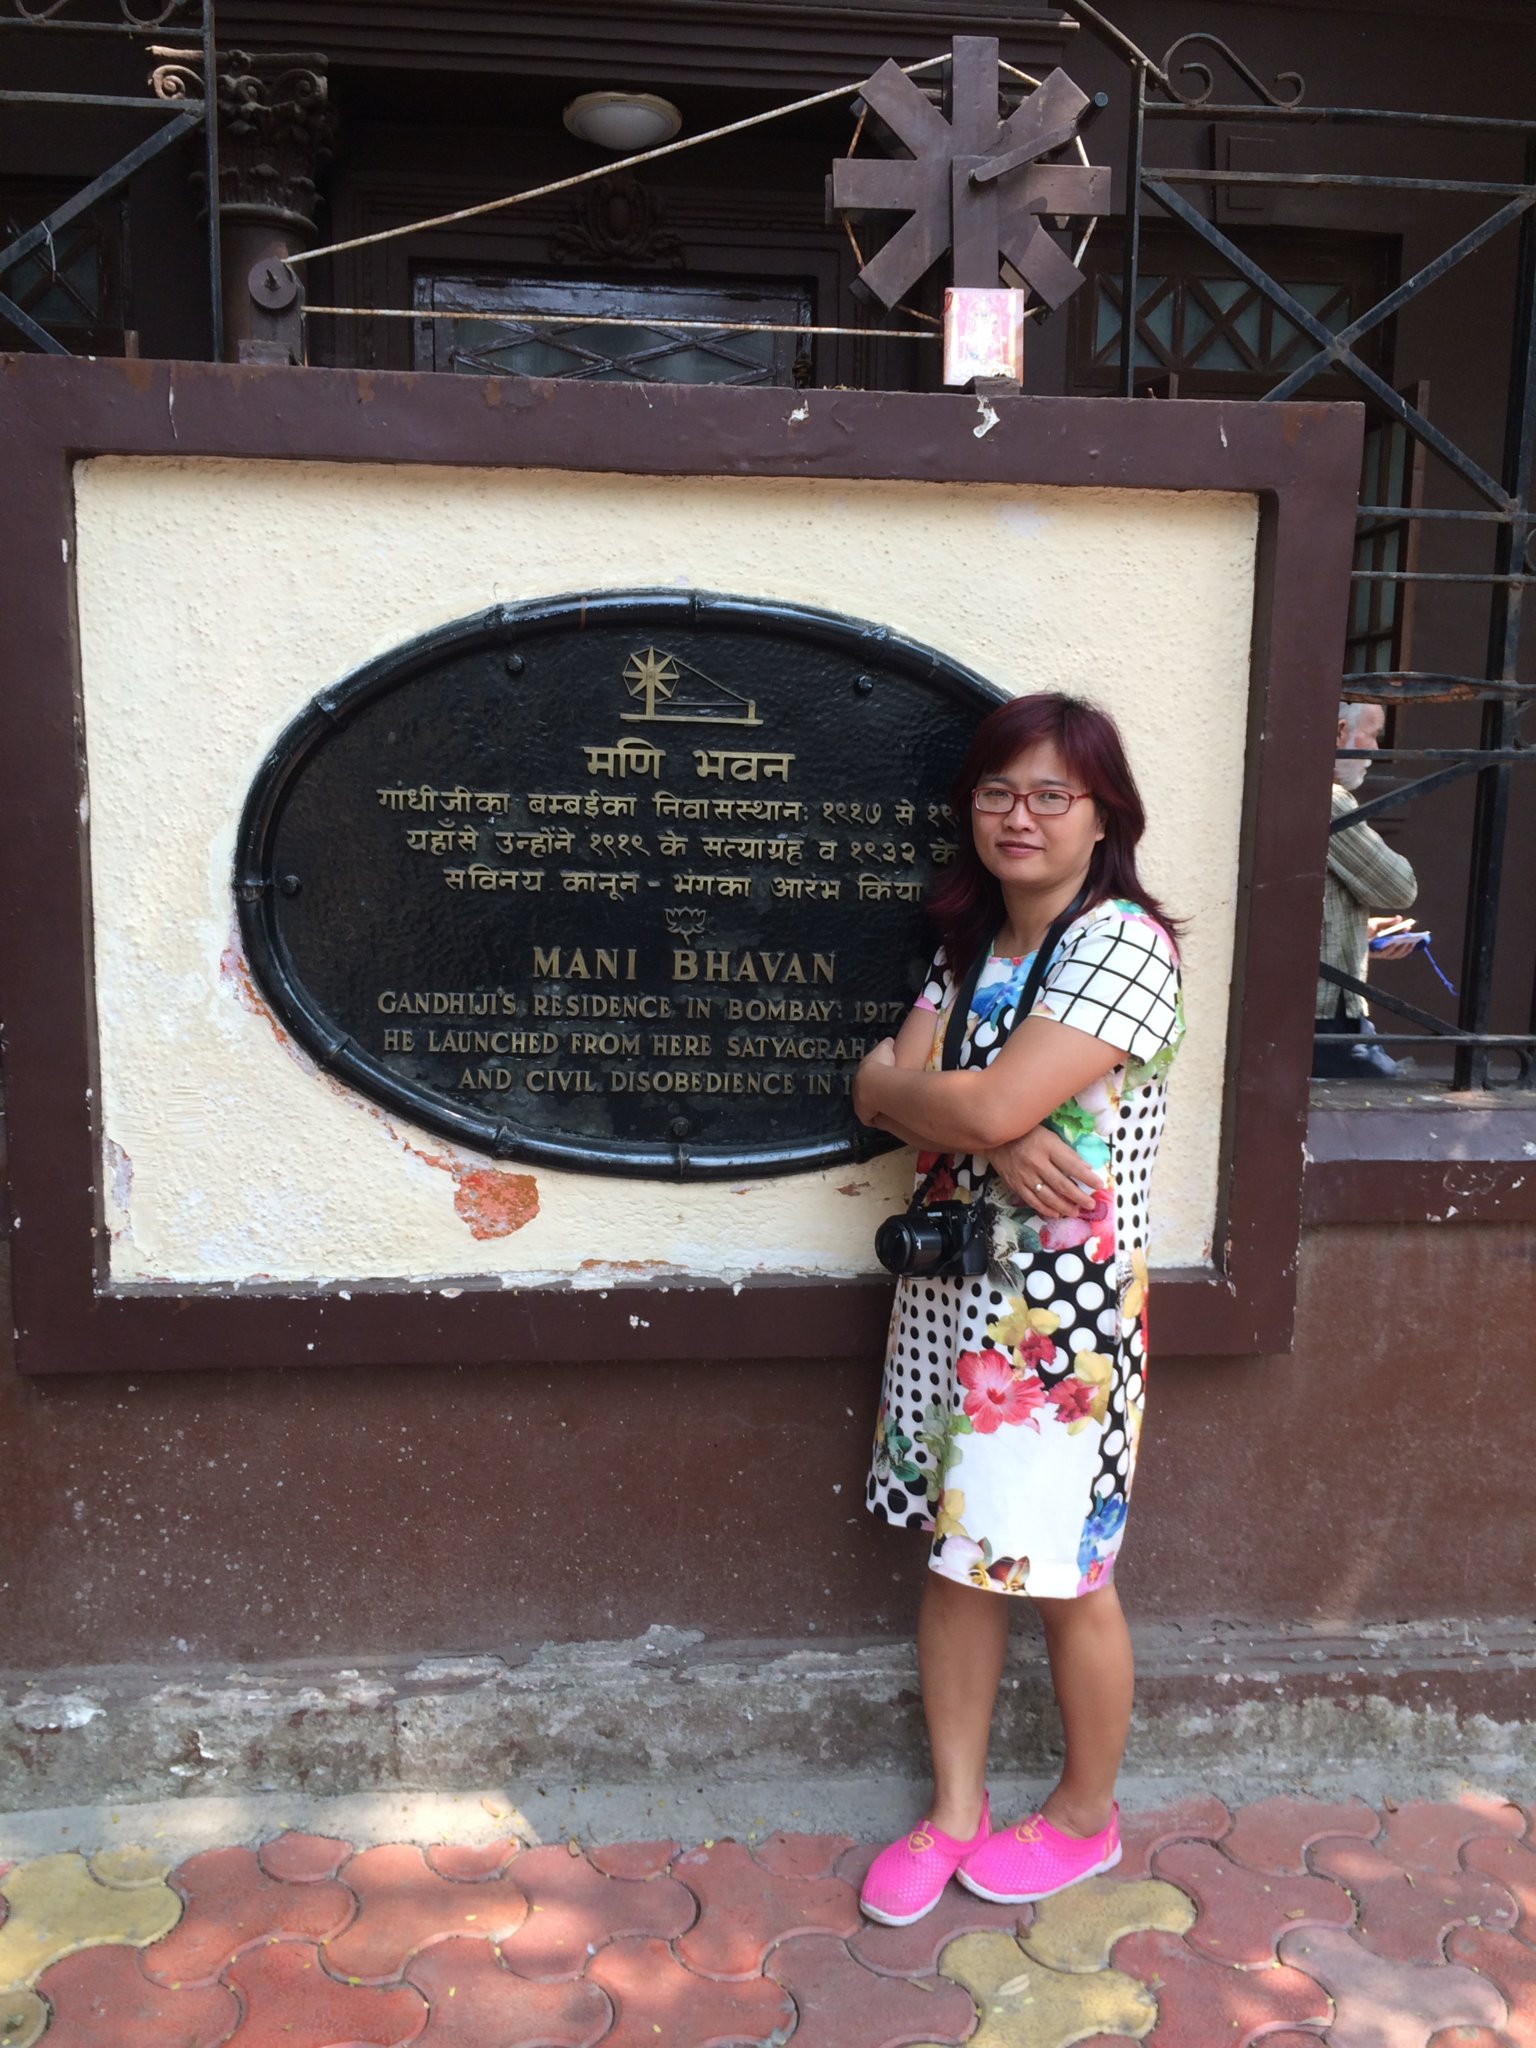 मणि भवन
गांधीजीका बम्बईका निवासस्थान: १९१७ से
यहाँसे उन्होंने १९१९ के सत्याग्रह व १९३२ के
सविनय कानून - भंगका आरंभ किया
MANI BHAVAN
GANDHIJI'S RESIDENCE IN BOMBAY: 1917
HE LAUNCHED FROM HERE SATYAGRAHA
AND CIVIL DISOBEDIENCE IN